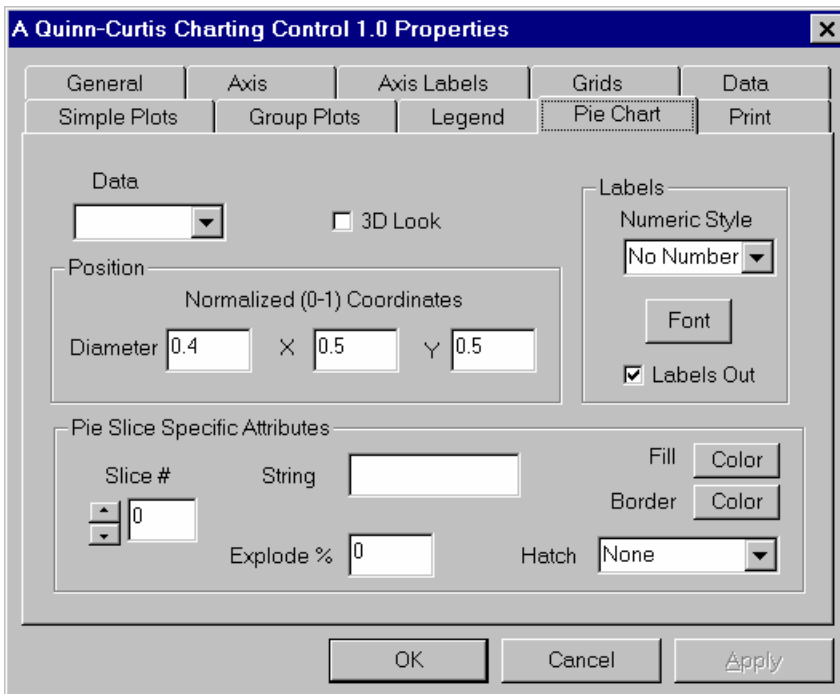 A Quinn-Curtis Charting Control 1.0 Properties
General Axis Axis Labels Grids Data
Simple Plots Group Plots Legend Pie Chart Print
Data
3D Look
Labels
Numeric Style
No Number
Font
Labels Out
Position
Normalized (0-1) Coordinates
Diameter 0.4 X 0.5 Y 0.5
Pie Slice Specific Attributes
Slice #
0
String
Explode % 0
Fill Color
Border Color
Hatch None
OK Cancel Apply